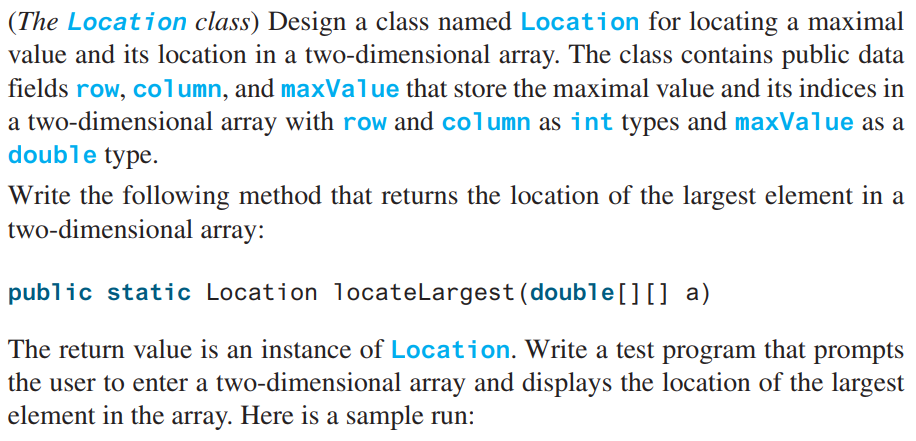 (The Location class) Design a class named Location for locating a maximal
value and its location in a two-dimensional array. The class contains public data
fields row, column, and maxValue that store the maximal value and its indices in
a two-dimensional array with row and column as int types and maxValue as a
double type.
Write the following method that returns the location of the largest element in a
two-dimensional array:
public static Location locateLargest(double[][] a)
The return value is an instance of Location. Write a test program that prompts
the user to enter a two-dimensional array and displays the location of the largest
element in the array. Here is a sample run: